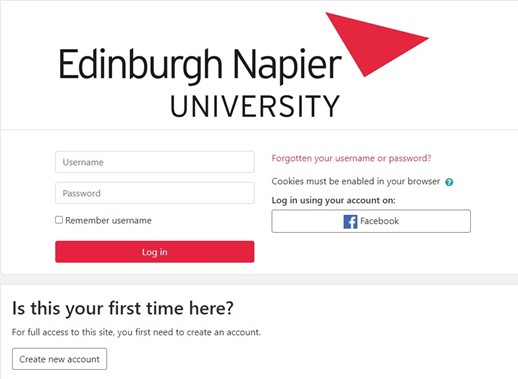 Edinburgh Napier
UNIVERSITY
Username
Password
Remember username
Log in
Forgotten your username or password?
Cookies must be enabled in your browser ?
Log in using your account on:
f Facebook
Is this your first time here?
For full access to this site, you first need to create an account.
Create new account